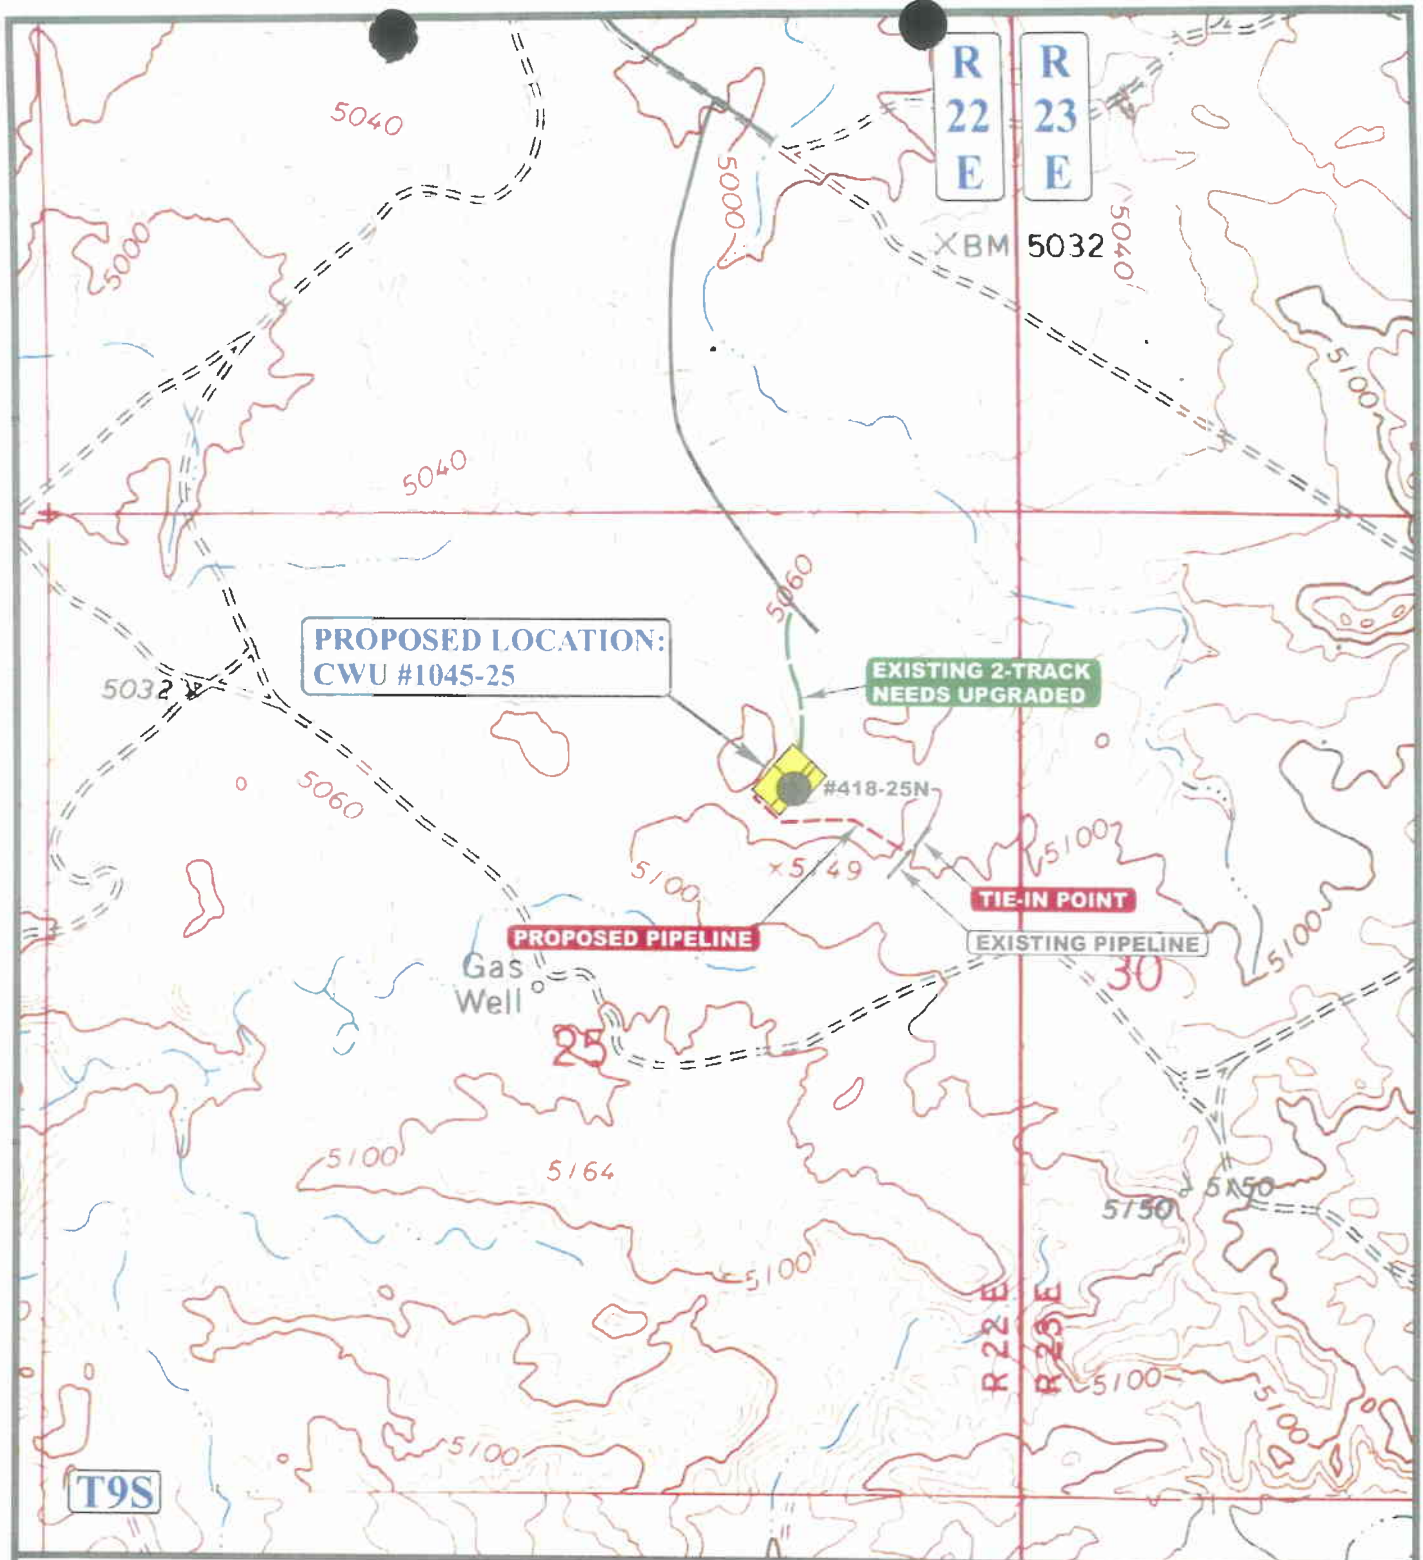 R
22
E
R
23
E
5040
5000
5000
XBM 5032
5040
5100
5040
5060
PROPOSED LOCATION:
CWU #1045-25
EXISTING 2-TRACK
NEEDS UPGRADED
5032
5060
#418-25N
5100
×5149
5100
TIE-IN POINT
PROPOSED PIPELINE
EXISTING PIPELINE
5100
Gas
Well
30
25
5100
5164
5150
5150
5100
R 22 E
R 23 E
5100
5100
5100
T9S